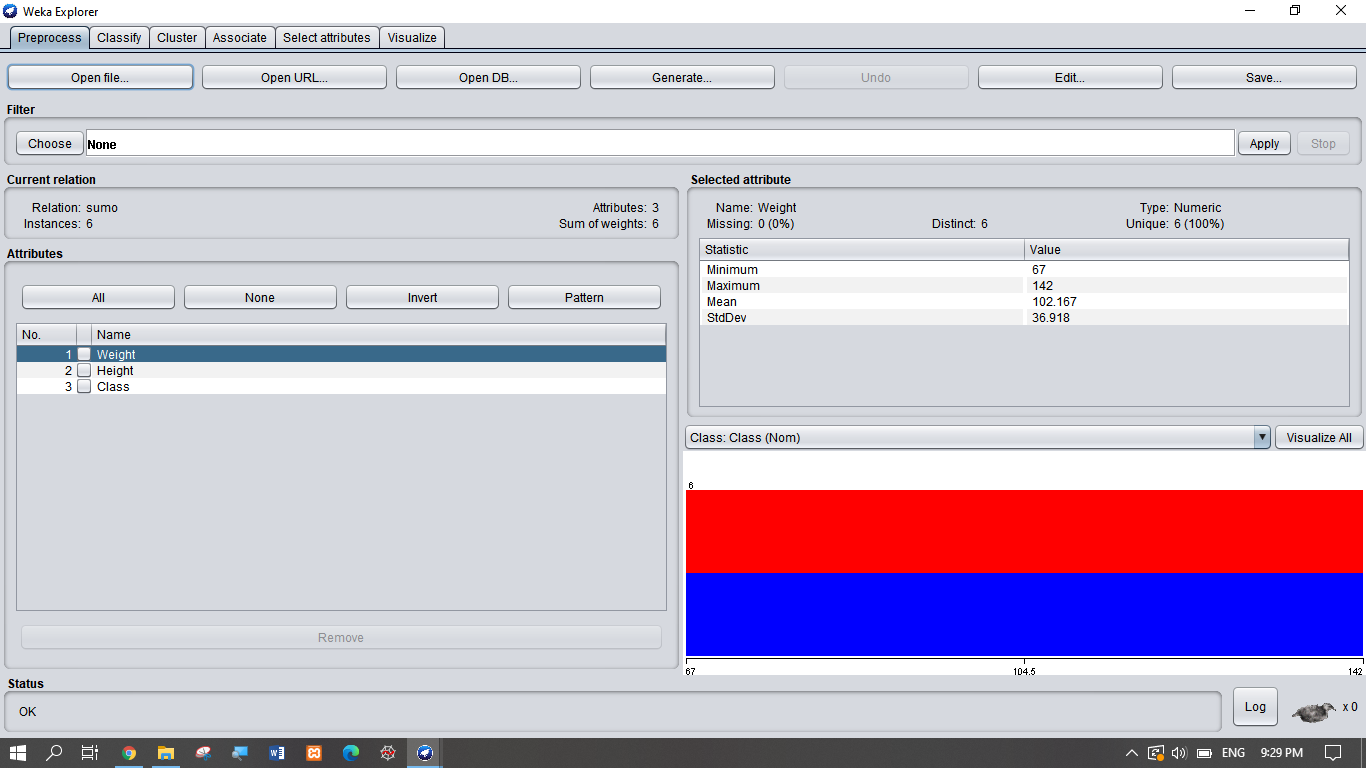 Weka Explorer
Preprocess Classify Cluster Associate Select attributes Visualize
Open file... Open URL... Open DB... Generate... Undo Edit... Save...
Filter
Choose None Apply Stop
Current relation
Relation: sumo Attributes: 3
Instances: 6 Sum of weights: 6
Attributes
All None Invert Pattern
No. Name
1 Weight
2 Height
3 Class
Remove
Selected attribute
Name: Weight Type: Numeric
Missing: 0 (0%) Distinct: 6 Unique: 6 (100%)
Statistic Value
Minimum 67
Maximum 142
Mean 102.167
StdDev 36.918
Class: Class (Nom) Visualize All
6
67 104.5 142
Status
OK
Log x 0
ENG 9:29 PM